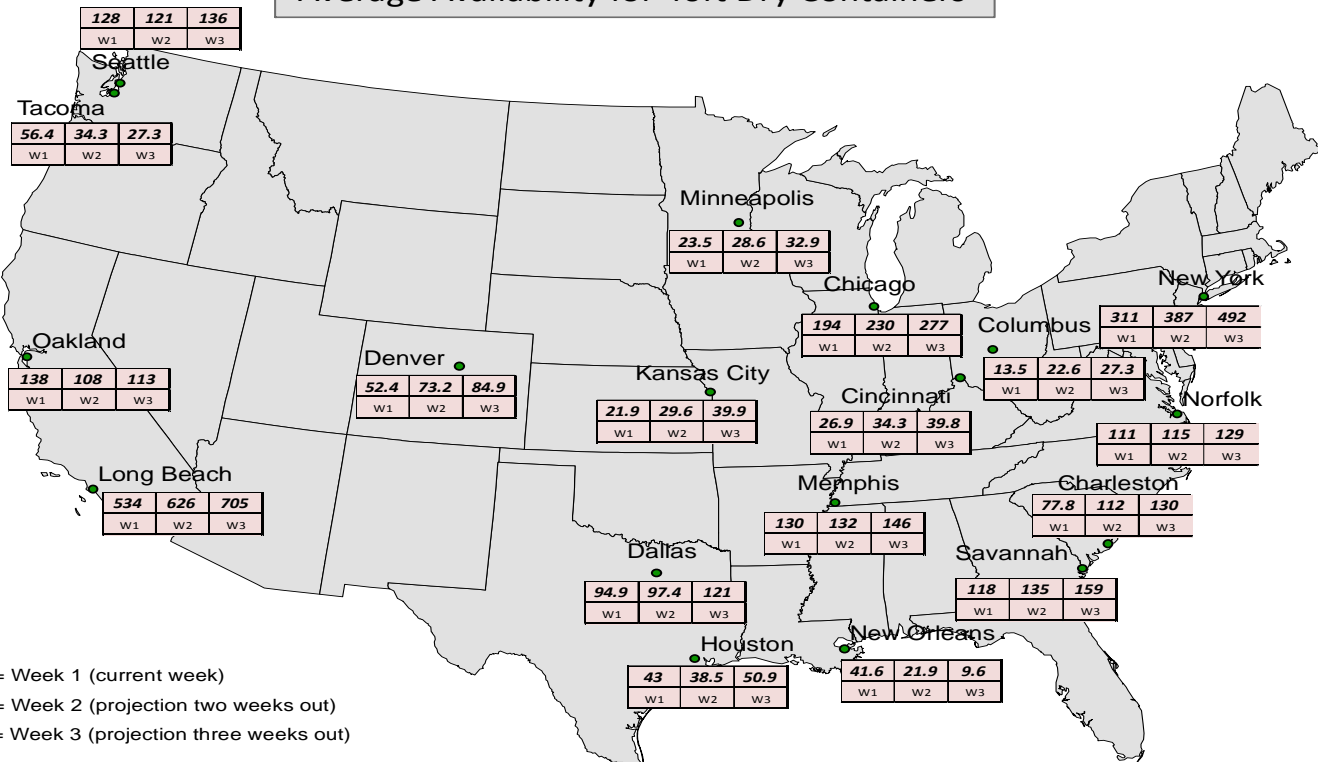 128 121 136
W1 W2 W3
Seattle
Tacoma
56.4 34.3 27.3
W1 W2 W3
Minneapolis
23.5 28.6 32.9
W1 W2 W3
Chicago
194 230 277
W1 W2 W3
New York
311 387 492
W1 W2 W3
Columbus
13.5 22.6 27.3
W1 W2 W3
Oakland
138 108 113
W1 W2 W3
Denver
52.4 73.2 84.9
W1 W2 W3
Kansas City
21.9 29.6 39.9
W1 W2 W3
Cincinnati
26.9 34.3 39.8
W1 W2 W3
Norfolk
111 115 129
W1 W2 W3
Long Beach
534 626 705
W1 W2 W3
Memphis
130 132 146
W1 W2 W3
Charleston
77.8 112 130
W1 W2 W3
Dallas
94.9 97.4 121
W1 W2 W3
Savannah
118 135 159
W1 W2 W3
Houston
43 38.5 50.9
W1 W2 W3
New Orleans
41.6 21.9 9.6
W1 W2 W3
= Week 1 (current week)
= Week 2 (projection two weeks out)
= Week 3 (projection three weeks out)